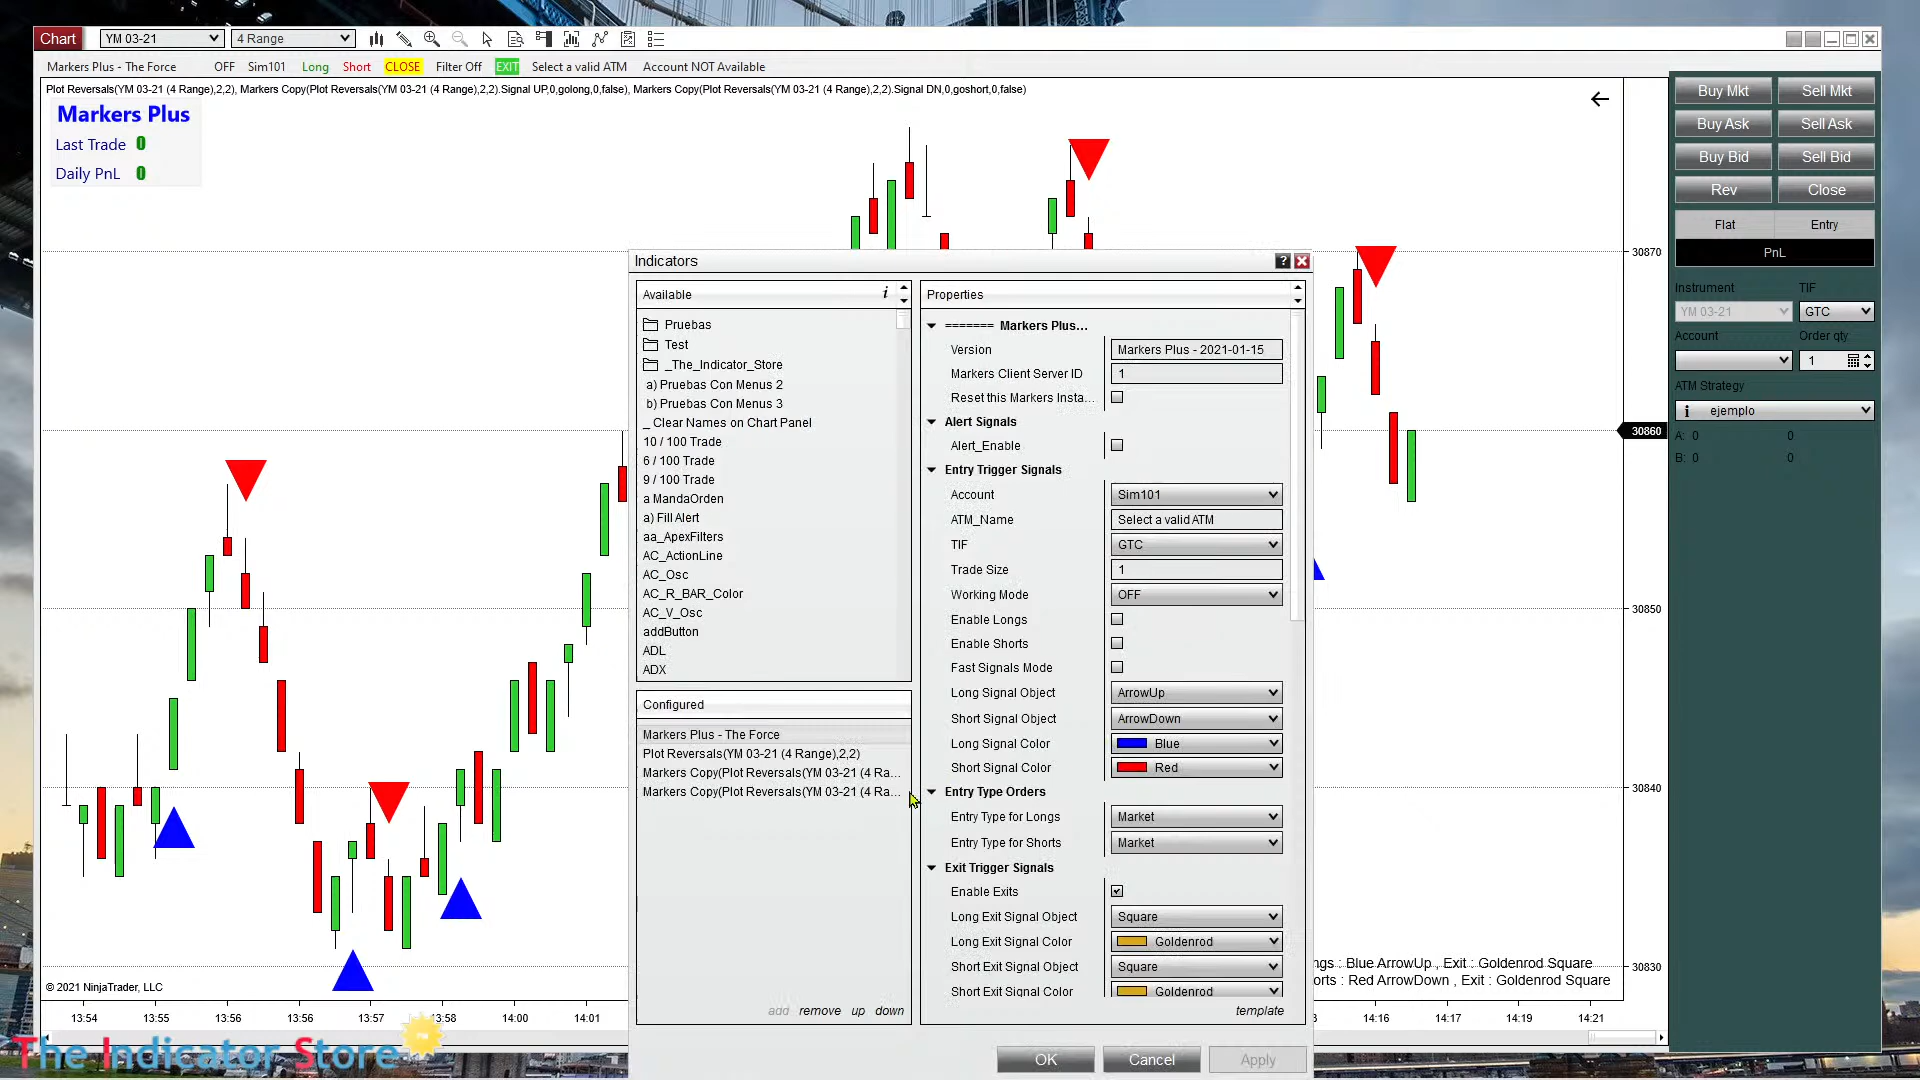 Chart YM 03-21 4 Range
Markers Plus - The Force OFF Sim101 Long Short CLOSE Filter Off EXIT Select a valid ATM Account NOT Available
Plot Reversals(YM 03-21 (4 Range),2,2), Markers Copy(Plot Reversals(YM 03-21 (4 Range),2,2).Signal UP,0,golong,0,false), Markers Copy(Plot Reversals(YM 03-21 (4 Range),2,2).Signal DN,0,goshort,0,false)
Markers Plus
Last Trade 0
Daily PnL 0
Indicators ?
Available i
Pruebas
Test
_The_Indicator_Store
a) Pruebas Con Menus 2
b) Pruebas Con Menus 3
_ Clear Names on Chart Panel
10 / 100 Trade
6 / 100 Trade
9 / 100 Trade
a MandaOrden
a) Fill Alert
aa_ApexFilters
AC_ActionLine
AC_Osc
AC_R_BAR_Color
AC_V_Osc
addButton
ADL
ADX
Configured
Markers Plus - The Force
Plot Reversals(YM 03-21 (4 Range),2,2)
Markers Copy(Plot Reversals(YM 03-21 (4 Ra...
Markers Copy(Plot Reversals(YM 03-21 (4 Ra...
add remove up down
Properties
======= Markers Plus...
Version Markers Plus - 2021-01-15
Markers Client Server ID 1
Reset this Markers Insta...
Alert Signals
Alert_Enable
Entry Trigger Signals
Account Sim101
ATM_Name Select a valid ATM
TIF GTC
Trade Size 1
Working Mode OFF
Enable Longs
Enable Shorts
Fast Signals Mode
Long Signal Object ArrowUp
Short Signal Object ArrowDown
Long Signal Color Blue
Short Signal Color Red
Entry Type Orders
Entry Type for Longs Market
Entry Type for Shorts Market
Exit Trigger Signals
Enable Exits
Long Exit Signal Object Square
Long Exit Signal Color Goldenrod
Short Exit Signal Object Square
Short Exit Signal Color Goldenrod
template
OK Cancel Apply
30870
30860
30850
30840
30830
ngs : Blue ArrowUp , Exit : Goldenrod Square
orts : Red ArrowDown , Exit : Goldenrod Square
© 2021 NinjaTrader, LLC
13:54 13:55 13:56 13:56 13:57 13:58 14:00 14:01 14:16 14:17 14:19 14:21
Buy Mkt Sell Mkt
Buy Ask Sell Ask
Buy Bid Sell Bid
Rev Close
Flat Entry
PnL
Instrument TIF
YM 03-21 GTC
Account Order qty
1
ATM Strategy
i ejemplo
A: 0 0
B: 0 0
The Indicator Store